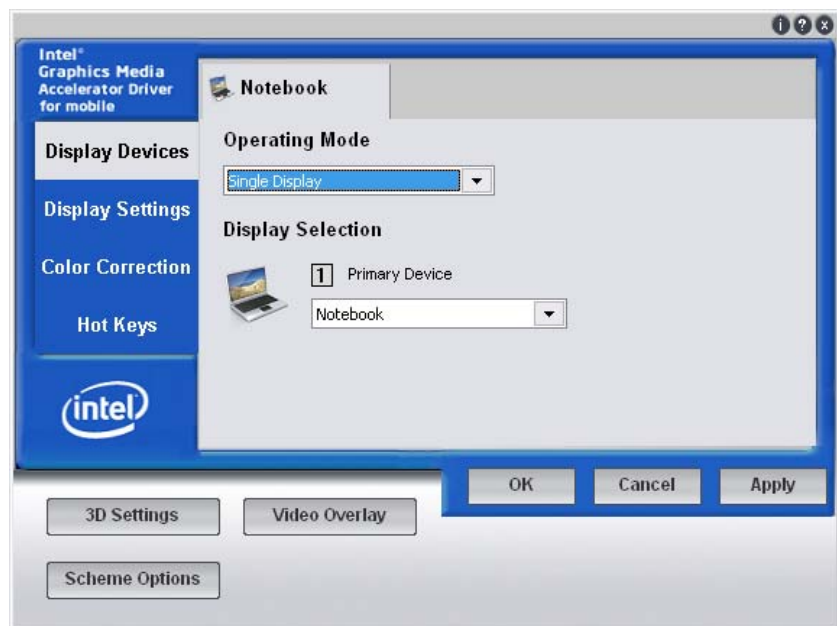 Intel®
Graphics Media
Accelerator Driver
for mobile
Notebook
Display Devices
Display Settings
Color Correction
Hot Keys
Operating Mode
Single Display
Display Selection
1 Primary Device
Notebook
intel
OK
Cancel
Apply
3D Settings
Video Overlay
Scheme Options